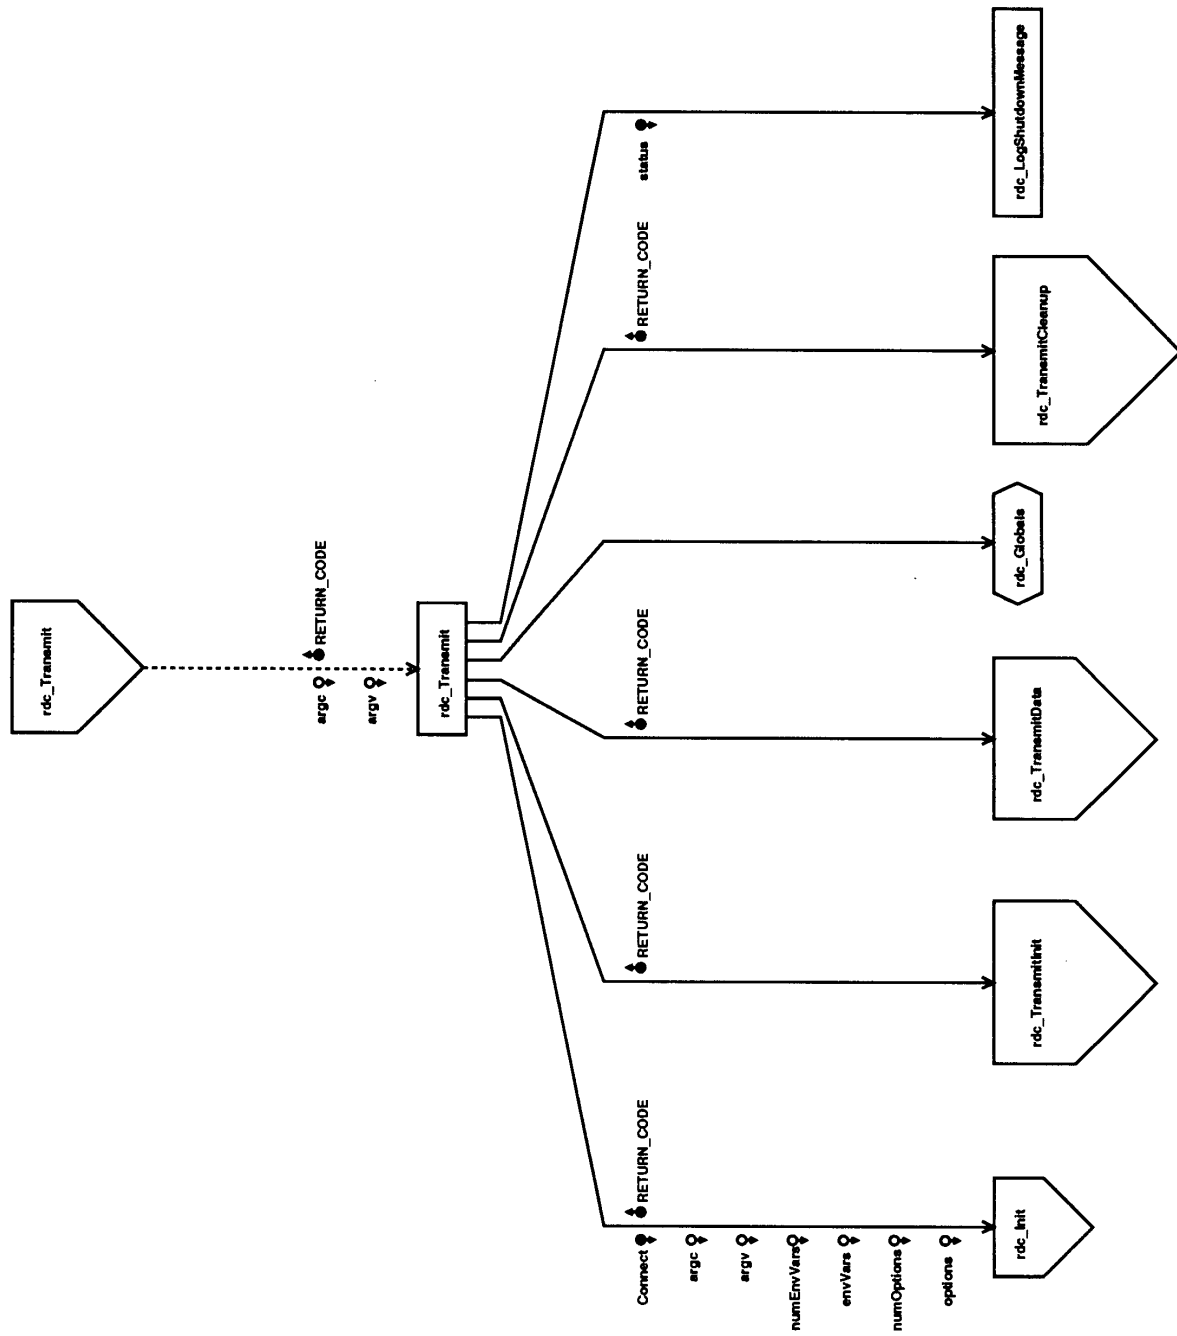 rdc_Transmit
RETURN_CODE
argc
argv
rdc_Transmit
Connect
argc
argv
numEnvVars
envVars
numOptions
options
RETURN_CODE
RETURN_CODE
RETURN_CODE
RETURN_CODE
status
rdc_Init
rdc_TransmitInit
rdc_TransmitData
rdc_Globals
rdc_TransmitCleanup
rdc_LogShutdownMessage